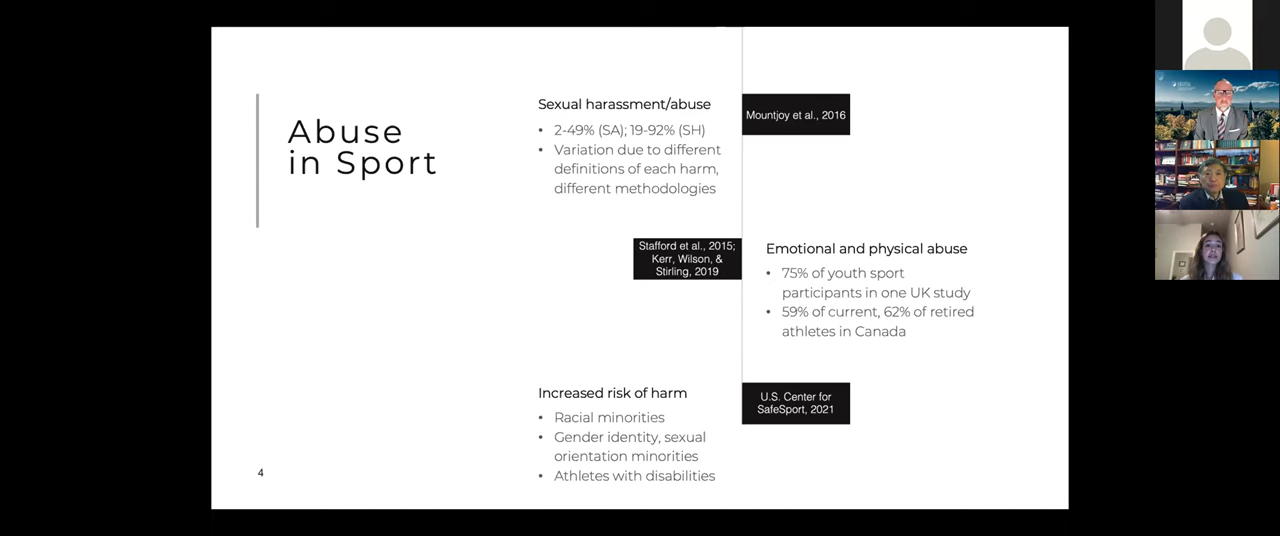 Abuse
in Sport
Sexual harassment/abuse
• 2-49% (SA); 19-92% (SH)
• Variation due to different
definitions of each harm,
different methodologies
Mountjoy et al., 2016
Stafford et al., 2015;
Kerr, Wilson, &
Stirling, 2019
Emotional and physical abuse
• 75% of youth sport
participants in one UK study
• 59% of current, 62% of retired
athletes in Canada
Increased risk of harm
• Racial minorities
• Gender identity, sexual
orientation minorities
• Athletes with disabilities
U.S. Center for
SafeSport, 2021
4